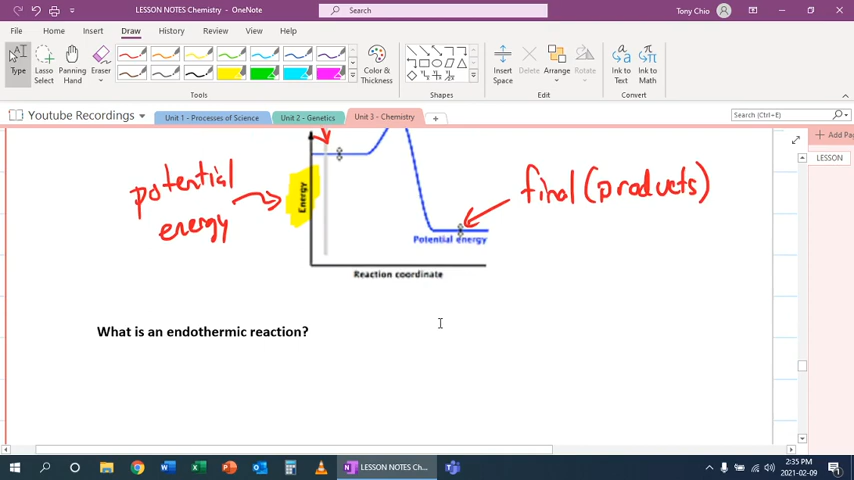 LESSON NOTES Chemistry - OneNote
Search
Tony Chio
File
Home
Insert
Draw
History
Review
View
Help
Type
Lasso
Select
Panning
Hand
Eraser
Color &
Thickness
Insert
Space
Delete
Arrange
Rotate
Ink to
Text
Ink to
Math
Tools
Shapes
Edit
Convert
Youtube Recordings
Unit 1 - Processes of Science
Unit 2 - Genetics
Unit 3 - Chemistry
Search (Ctrl+E)
Add Pag
LESSON
potential
energy
Energy
final (products)
Potential energy
Reaction coordinate
What is an endothermic reaction?
LESSON NOTES Ch...
2:35 PM
2021-02-09